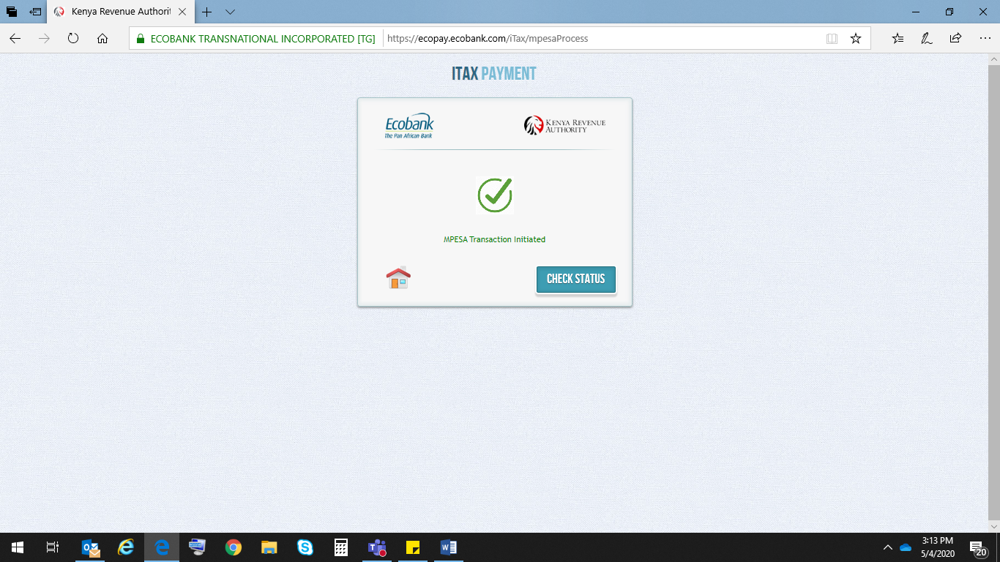 Kenya Revenue Authorit
ECOBANK TRANSNATIONAL INCORPORATED [TG]
https://ecopay.ecobank.com/iTax/mpesaProcess
ITAX PAYMENT
Ecobank
The Pan African Bank
KENYA REVENUE
AUTHORITY
MPESA Transaction Initiated
CHECK STATUS
3:13 PM
5/4/2020
20